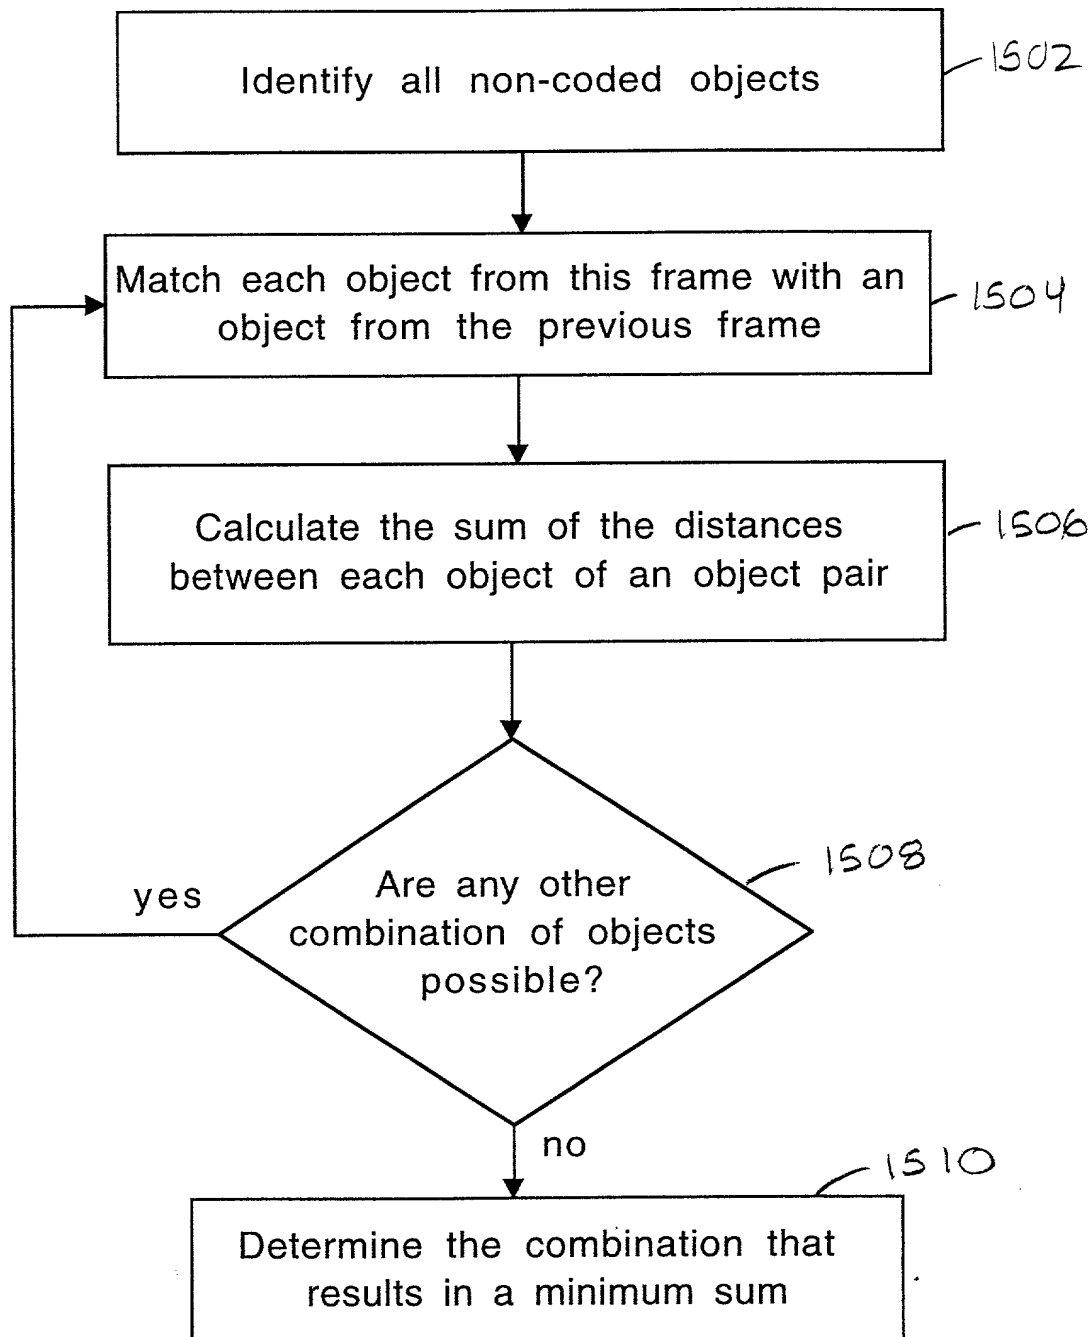 Identify all non-coded objects
1502
Match each object from this frame with an
object from the previous frame
1504
Calculate the sum of the distances
between each object of an object pair
1506
Are any other
combination of objects
possible?
1508
yes
no
1510
Determine the combination that
results in a minimum sum